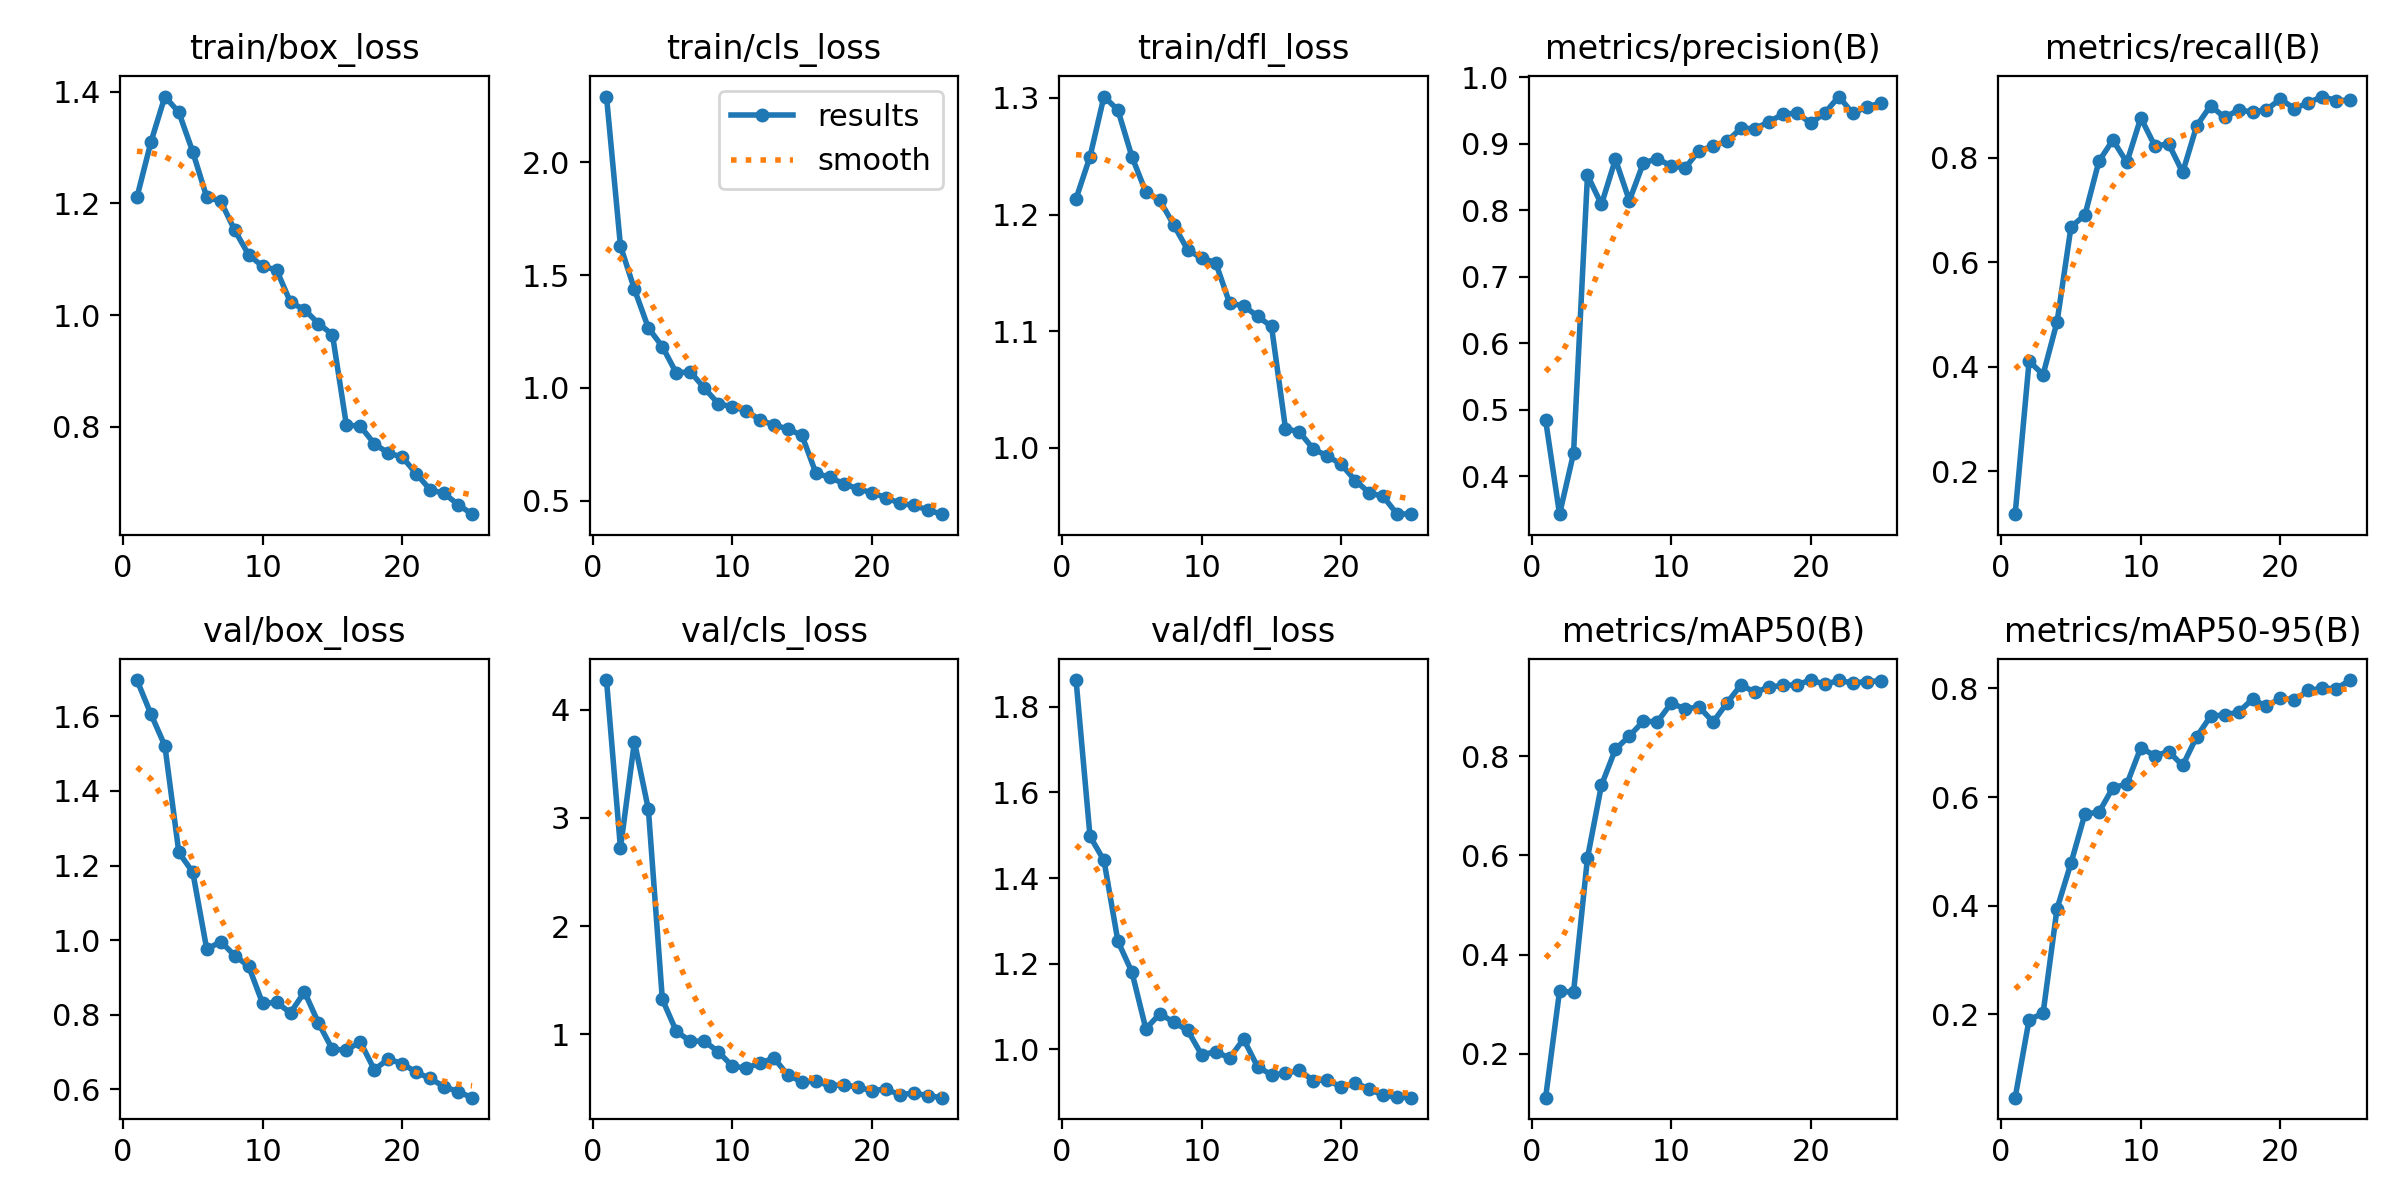 train/box_loss
1.4
1.2
1.0
0.8
0 10 20
train/cls_loss
results
smooth
2.0
1.5
1.0
0.5
0 10 20
train/dfl_loss
1.3
1.2
1.1
1.0
0 10 20
metrics/precision(B)
1.0
0.9
0.8
0.7
0.6
0.5
0.4
0 10 20
metrics/recall(B)
0.8
0.6
0.4
0.2
0 10 20
val/box_loss
1.6
1.4
1.2
1.0
0.8
0.6
0 10 20
val/cls_loss
4
3
2
1
0 10 20
val/dfl_loss
1.8
1.6
1.4
1.2
1.0
0 10 20
metrics/mAP50(B)
0.8
0.6
0.4
0.2
0 10 20
metrics/mAP50-95(B)
0.8
0.6
0.4
0.2
0 10 20